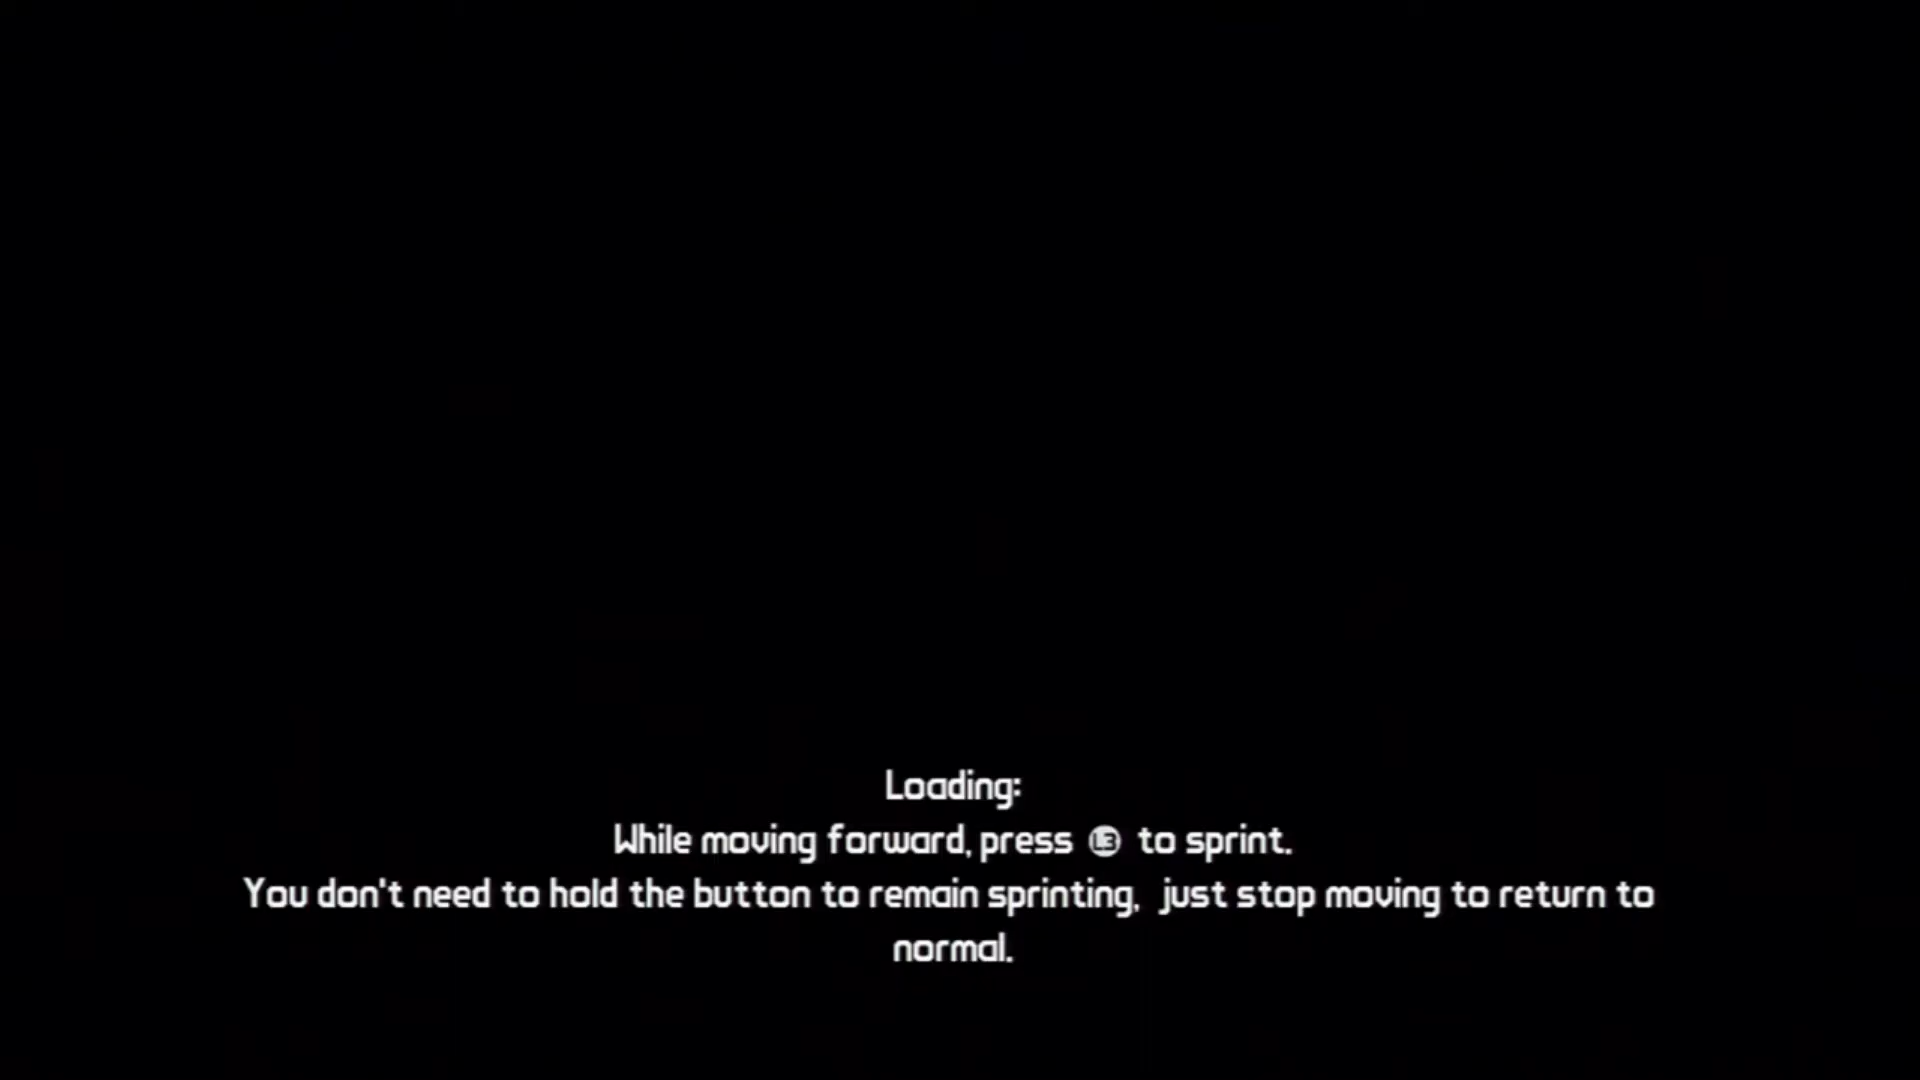 Loading:
While moving forward, press L3 to sprint.
You don't need to hold the button to remain sprinting, just stop moving to return to
normal.